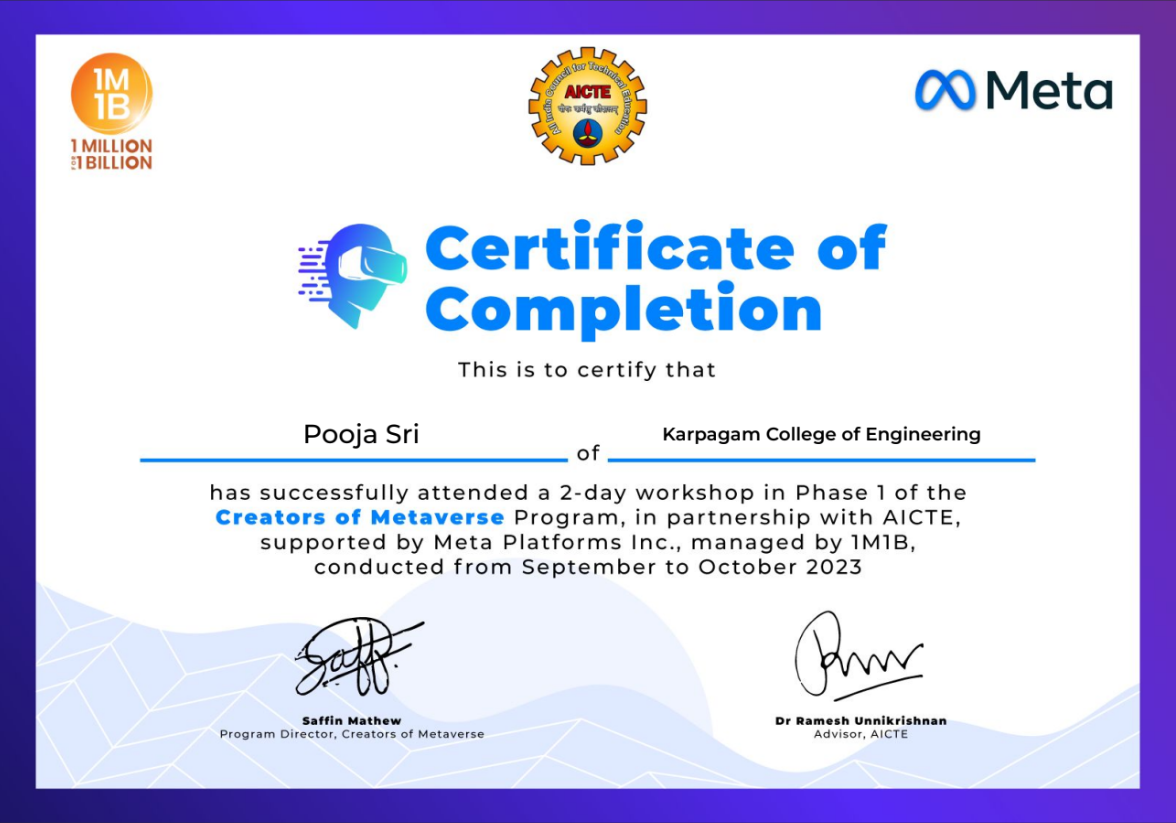 1M
1B
1 MILLION
FOR 1 BILLION
All India Council for Technical Education
AICTE
Meta
Certificate of
Completion
This is to certify that
Pooja Sri
of
Karpagam College of Engineering
has successfully attended a 2-day workshop in Phase 1 of the
Creators of Metaverse Program, in partnership with AICTE,
supported by Meta Platforms Inc., managed by 1M1B,
conducted from September to October 2023
Saffin Mathew
Program Director, Creators of Metaverse
Dr Ramesh Unnikrishnan
Advisor, AICTE